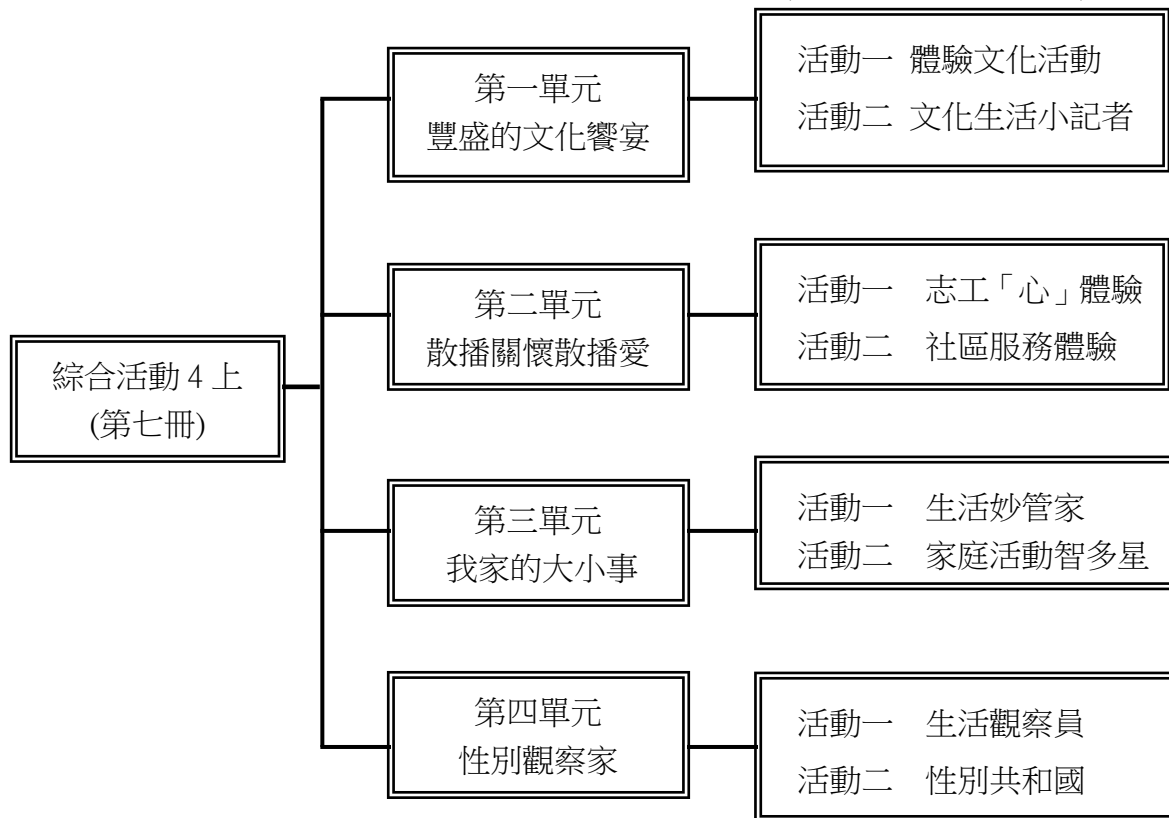 綜合活動 4 上
(第七冊)
第一單元
豐盛的文化饗宴
活動一 體驗文化活動
活動二 文化生活小記者
第二單元
散播關懷散播愛
活動一 志工「心」體驗
活動二 社區服務體驗
第三單元
我家的大小事
活動一 生活妙管家
活動二 家庭活動智多星
第四單元
性別觀察家
活動一 生活觀察員
活動二 性別共和國